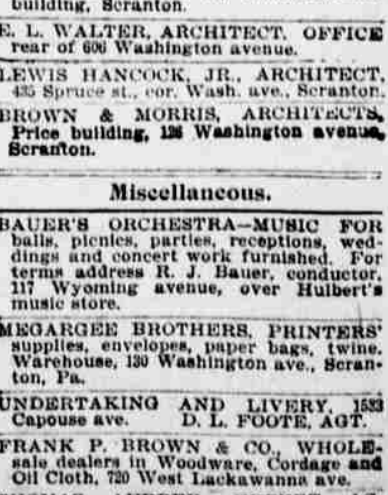 building, Scranton.
E. L. WALTER, ARCHITECT. OFFICE
rear of 606 Washington avenue.
LEWIS HANCOCK, JR., ARCHITECT,
435 Spruce st., cor. Wash. ave., Scranton.
BROWN & MORRIS, ARCHITECTS,
Price building, 126 Washington avenue,
Scranton.
Miscellaneous.
BAUER'S ORCHESTRA—MUSIC FOR
balls, picnics, parties, receptions, wed-
dings and concert work furnished. For
terms address R. J. Bauer, conductor,
117 Wyoming avenue, over Hulbert's
music store.
MEGARGEE BROTHERS, PRINTERS'
supplies, envelopes, paper bags, twine.
Warehouse, 130 Washington ave., Scran-
ton, Pa.
UNDERTAKING AND LIVERY, 1533
Capouse ave. D. L. FOOTE, AGT.
FRANK P. BROWN & CO., WHOLE-
sale dealers in Woodware, Cordage and
Oil Cloth, 720 West Lackawanna ave.